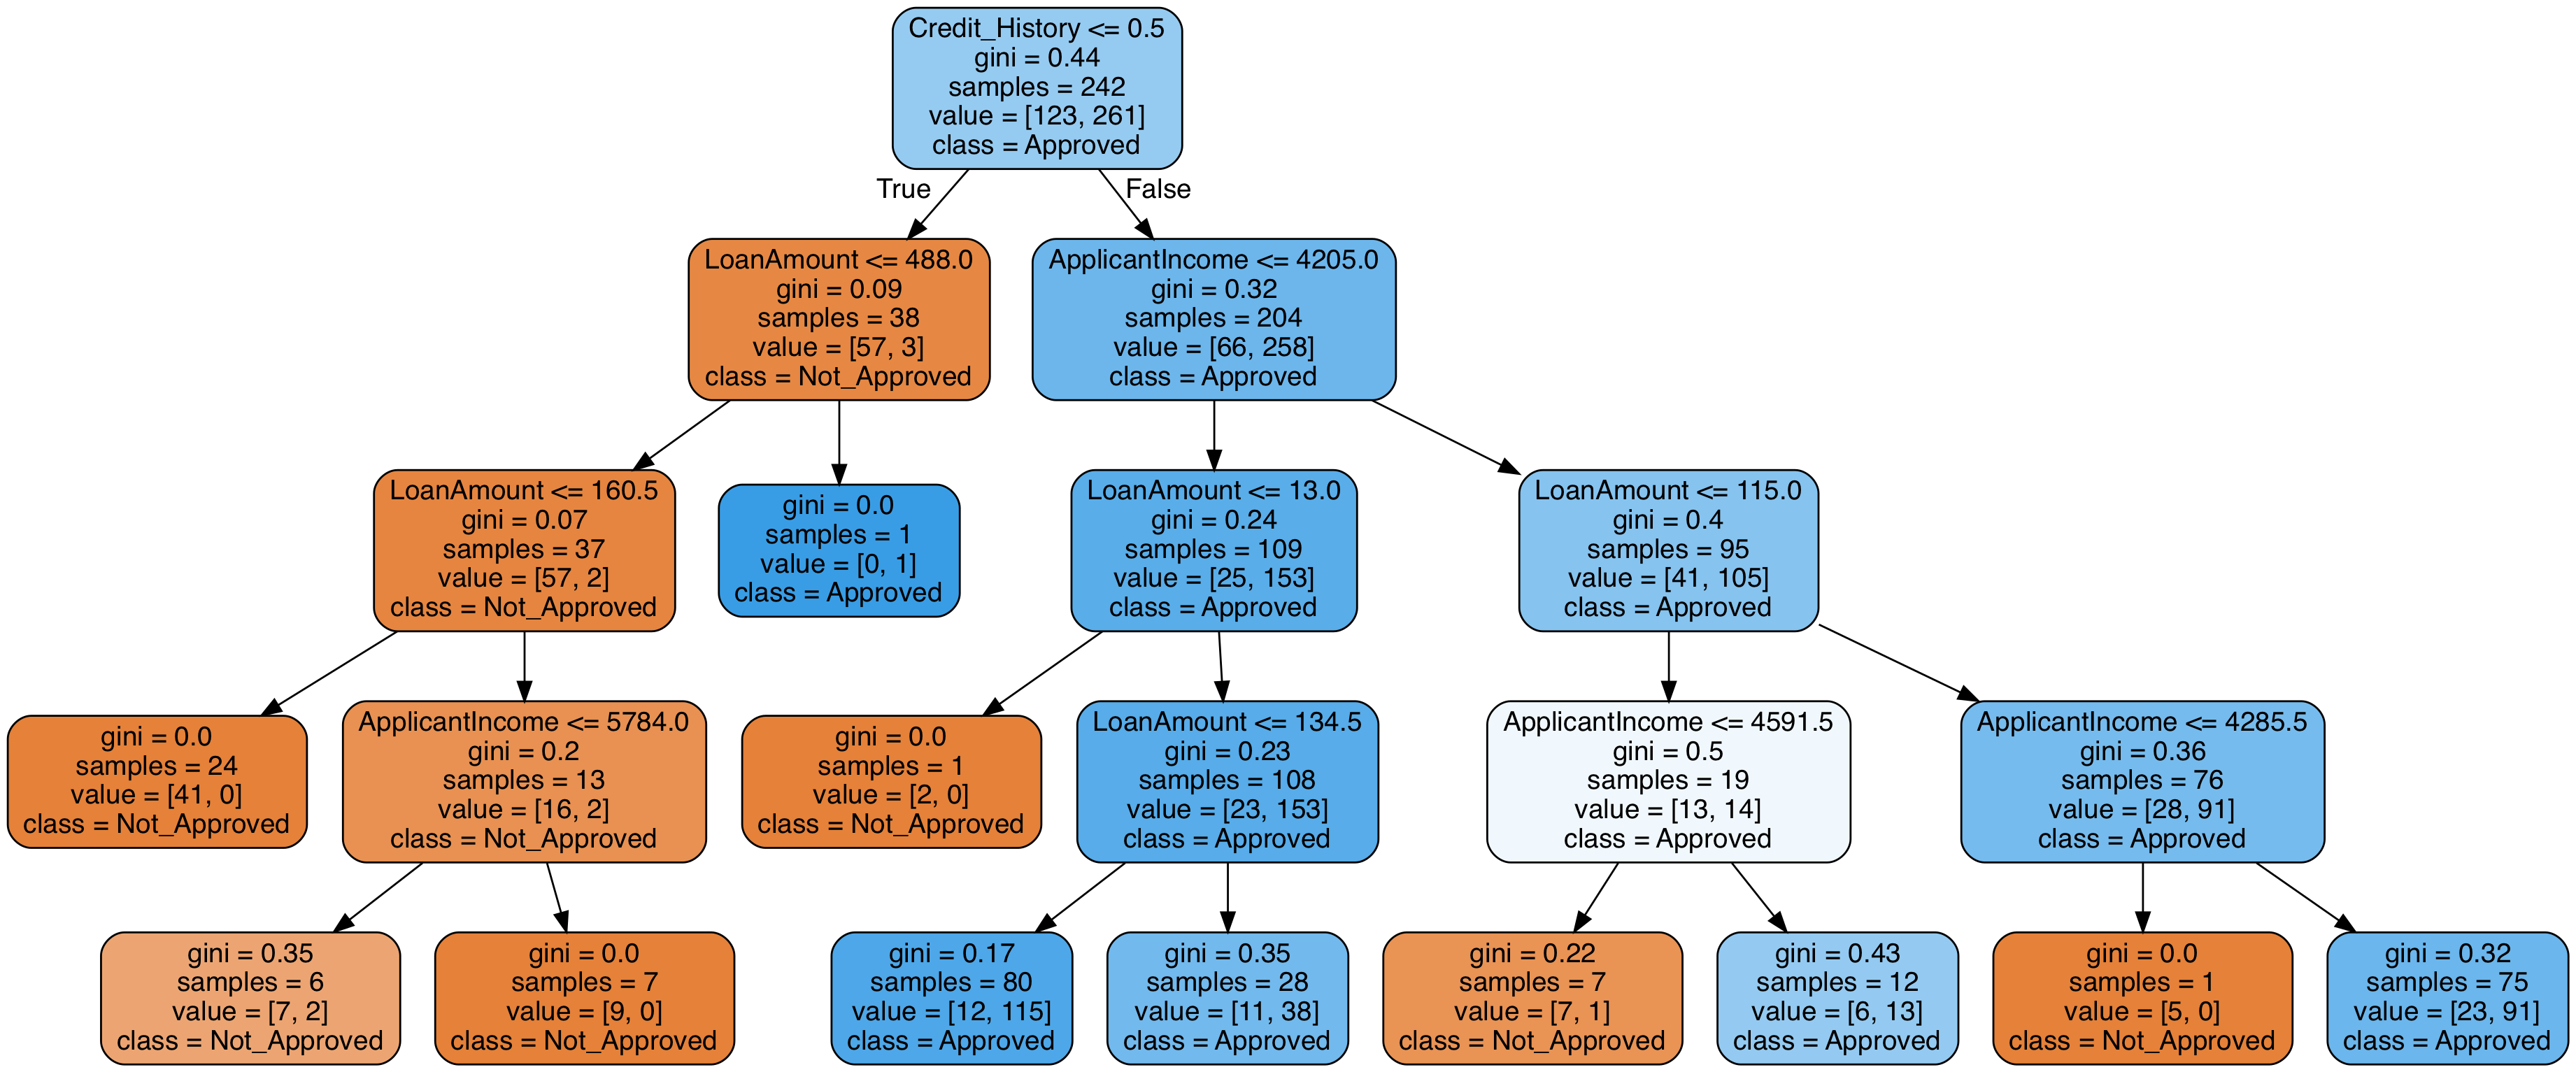 Credit_History <= 0.5
gini = 0.44
samples = 242
value = [123, 261]
class = Approved
True
False
LoanAmount <= 488.0
gini = 0.09
samples = 38
value = [57, 3]
class = Not_Approved
ApplicantIncome <= 4205.0
gini = 0.32
samples = 204
value = [66, 258]
class = Approved
LoanAmount <= 160.5
gini = 0.07
samples = 37
value = [57, 2]
class = Not_Approved
gini = 0.0
samples = 1
value = [0, 1]
class = Approved
LoanAmount <= 13.0
gini = 0.24
samples = 109
value = [25, 153]
class = Approved
LoanAmount <= 115.0
gini = 0.4
samples = 95
value = [41, 105]
class = Approved
gini = 0.0
samples = 24
value = [41, 0]
class = Not_Approved
ApplicantIncome <= 5784.0
gini = 0.2
samples = 13
value = [16, 2]
class = Not_Approved
gini = 0.0
samples = 1
value = [2, 0]
class = Not_Approved
LoanAmount <= 134.5
gini = 0.23
samples = 108
value = [23, 153]
class = Approved
ApplicantIncome <= 4591.5
gini = 0.5
samples = 19
value = [13, 14]
class = Approved
ApplicantIncome <= 4285.5
gini = 0.36
samples = 76
value = [28, 91]
class = Approved
gini = 0.35
samples = 6
value = [7, 2]
class = Not_Approved
gini = 0.0
samples = 7
value = [9, 0]
class = Not_Approved
gini = 0.17
samples = 80
value = [12, 115]
class = Approved
gini = 0.35
samples = 28
value = [11, 38]
class = Approved
gini = 0.22
samples = 7
value = [7, 1]
class = Not_Approved
gini = 0.43
samples = 12
value = [6, 13]
class = Approved
gini = 0.0
samples = 1
value = [5, 0]
class = Not_Approved
gini = 0.32
samples = 75
value = [23, 91]
class = Approved